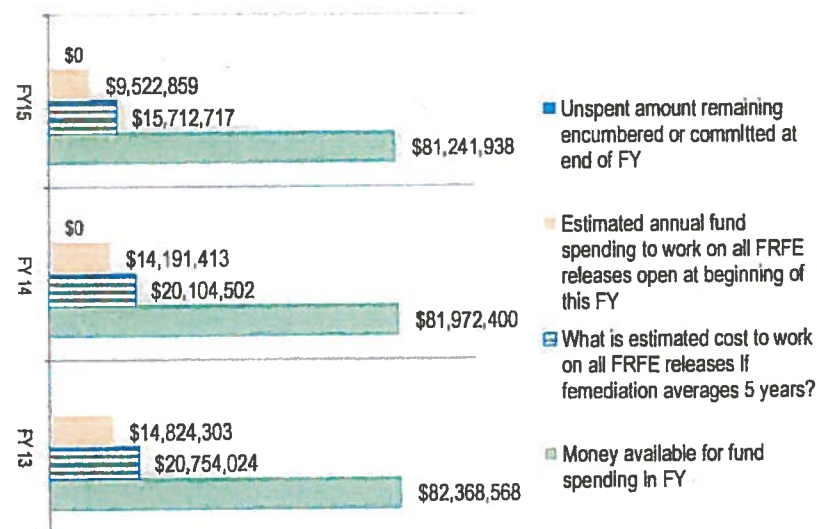 FY15
$0
$9,522,859
$15,712,717
$81,241,938
FY 14
$0
$14,191,413
$20,104,502
$81,972,400
FY 13
$14,824,303
$20,754,024
$82,368,568
Unspent amount remaining
encumbered or committed at
end of FY
Estimated annual fund
spending to work on all FRFE
releases open at beginning of
this FY
What is estimated cost to work
on all FRFE releases If
femediation averages 5 years?
Money available for fund
spending in FY